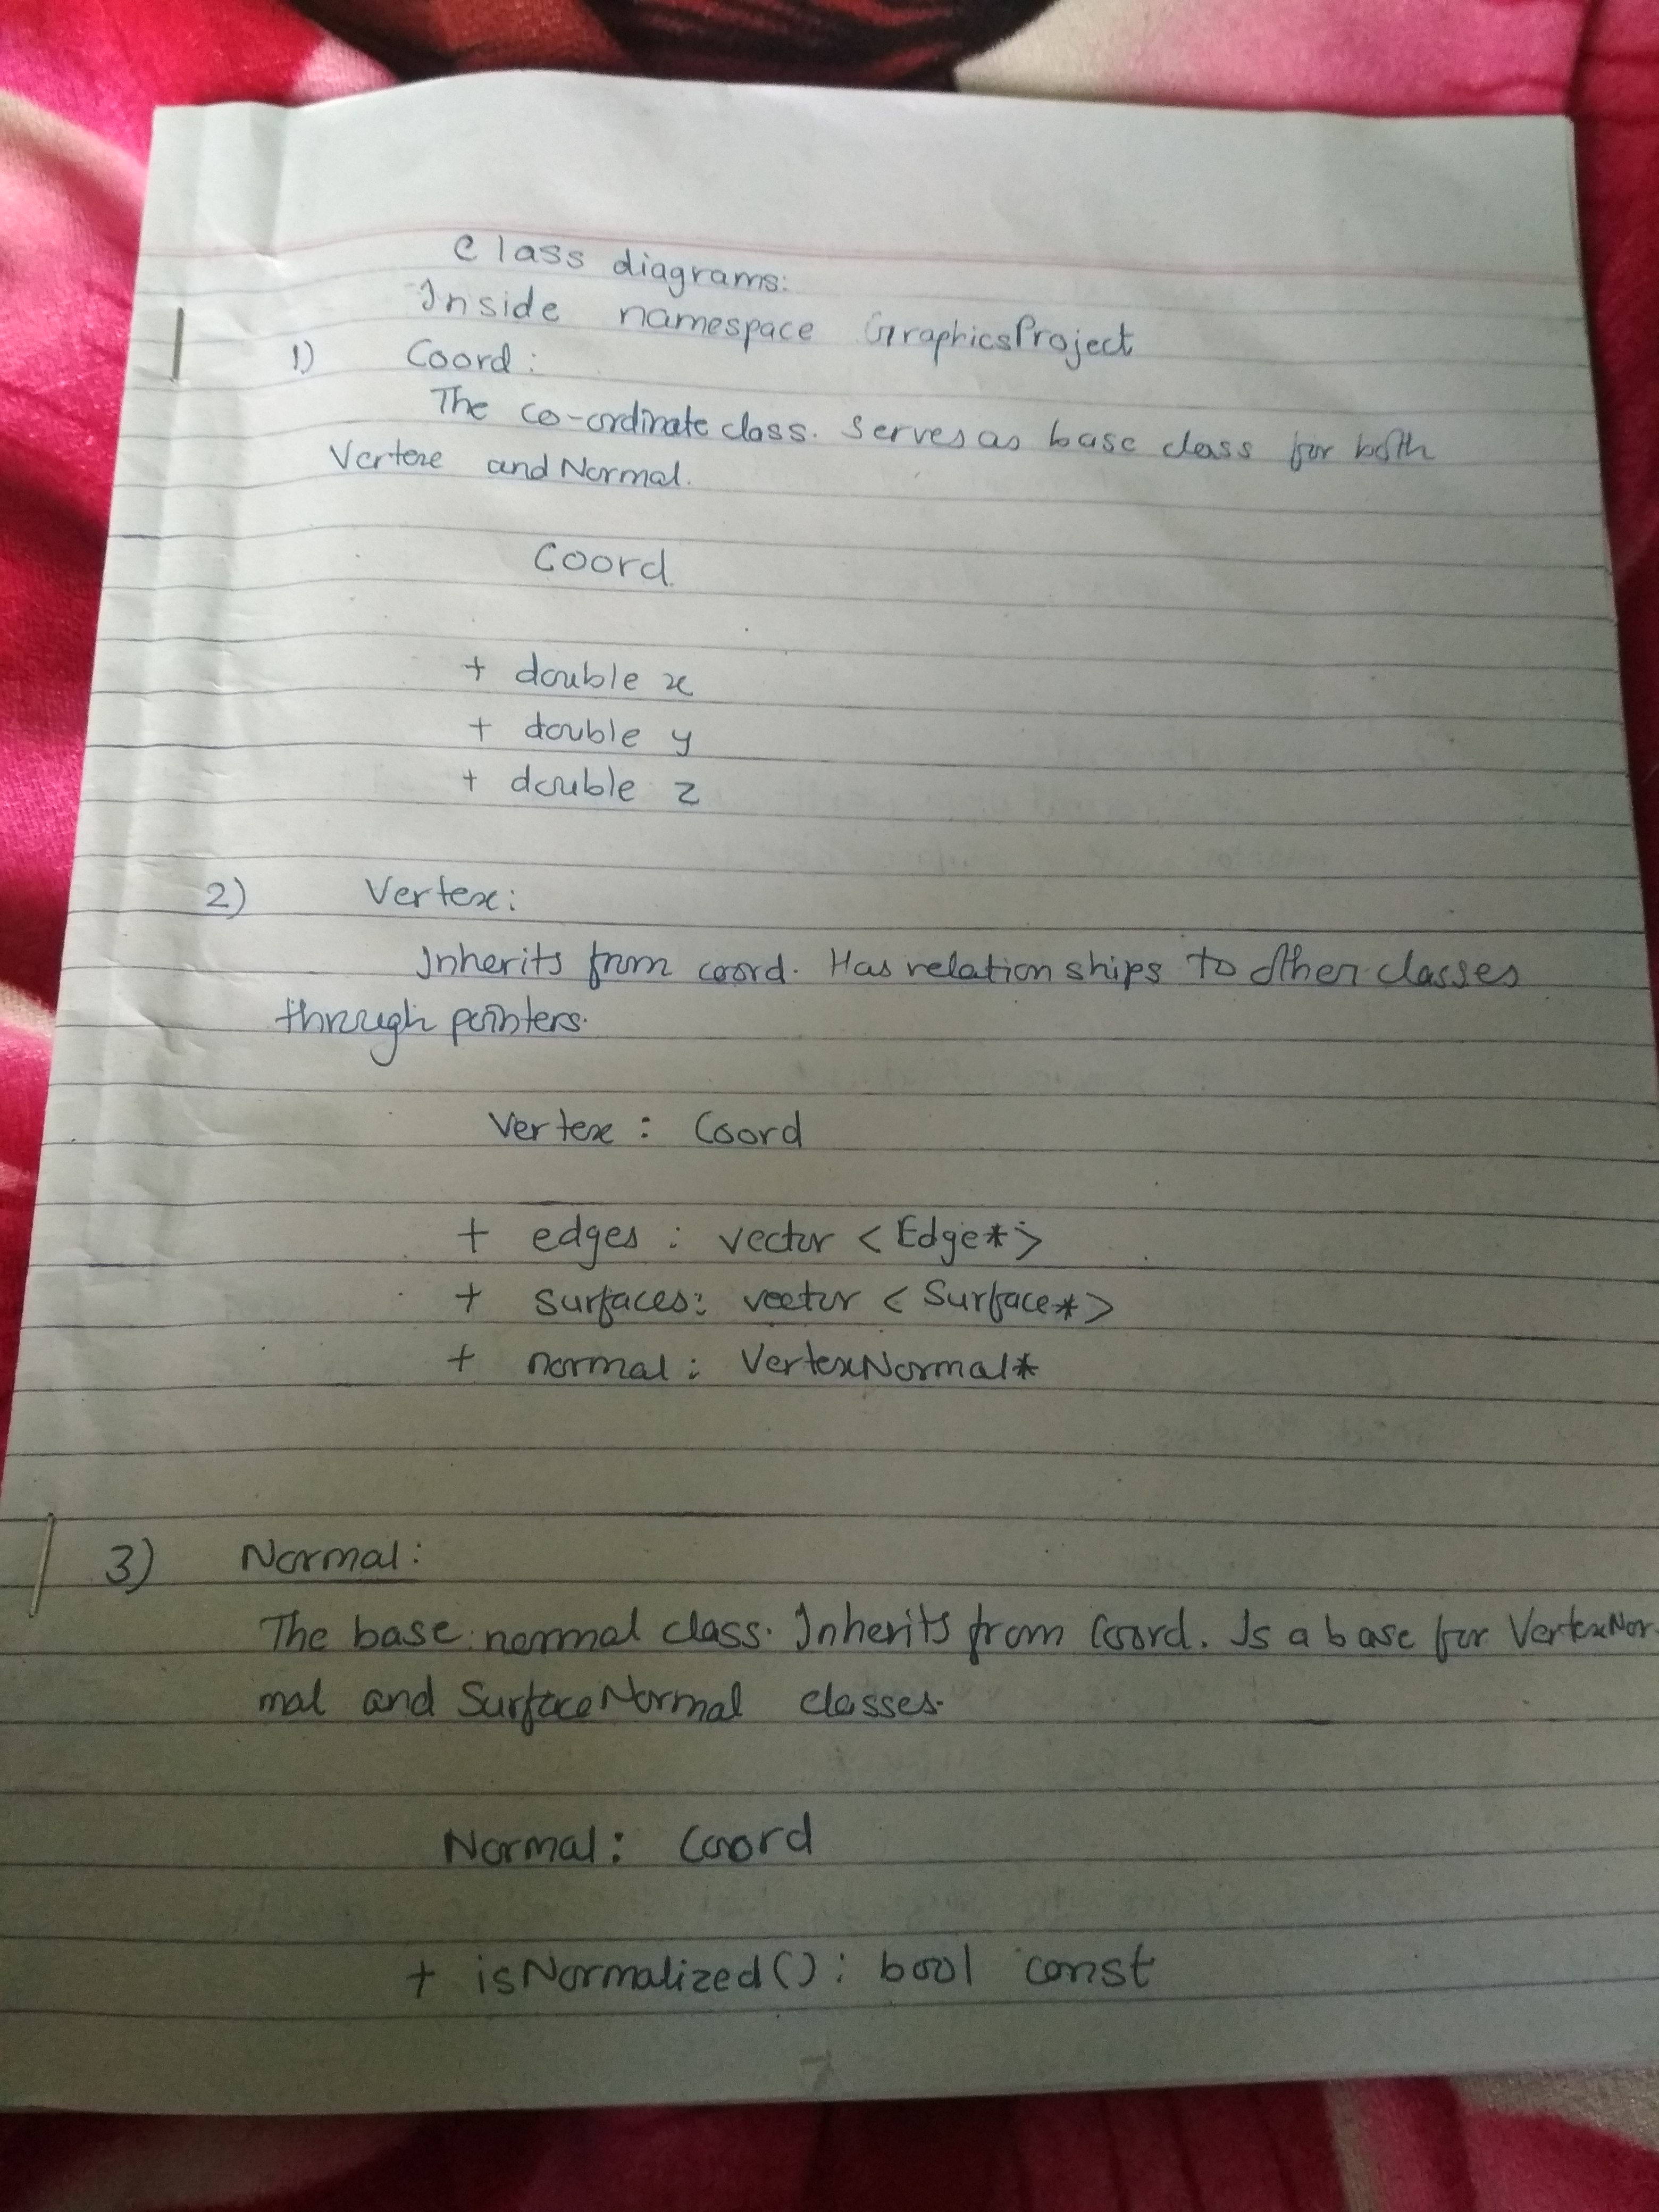 Class diagrams:
Inside namespace GraphicsProject
1) Coord:
The co-ordinate class. Serves as base class for both
Vertex and Normal.
Coord
+ double x
+ double y
+ double z
2) Vertex:
Inherits from coord. Has relationships to other classes
through pointers.
Vertex : Coord
+ edges : vector <Edge*>
+ surfaces: vector <Surface*>
+ normal : VertexNormal*
3) Normal:
The base normal class. Inherits from Coord. Is a base for VertexNor-
mal and SurfaceNormal classes.
Normal: Coord
+ isNormalized() : bool const